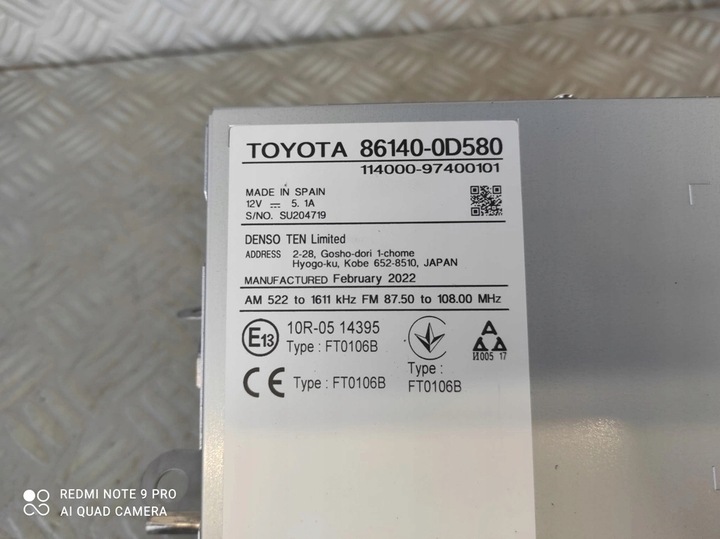 TOYOTA 86140-0D580
114000-97400101
MADE IN SPAIN
12V ⎓ 5.1A
S/NO. SU204719
DENSO TEN Limited
ADDRESS 2-28, Gosho-dori 1-chome
Hyogo-ku, Kobe 652-8510, JAPAN
MANUFACTURED February 2022
AM 522 to 1611 kHz FM 87.50 to 108.00 MHz
E13 10R-05 14395
Type : FT0106B
CE Type : FT0106B
Type :
FT0106B
И005 17
REDMI NOTE 9 PRO
AI QUAD CAMERA